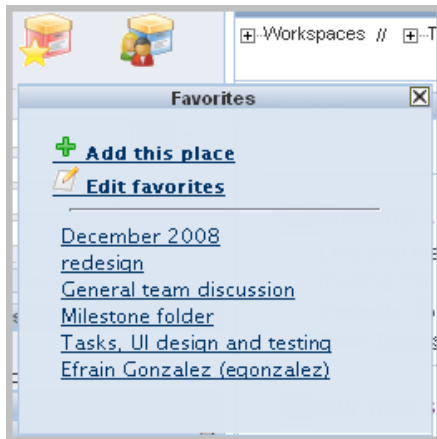 Workspaces // T
Favorites
Add this place
Edit favorites
December 2008
redesign
General team discussion
Milestone folder
Tasks, UI design and testing
Efrain Gonzalez (egonzalez)